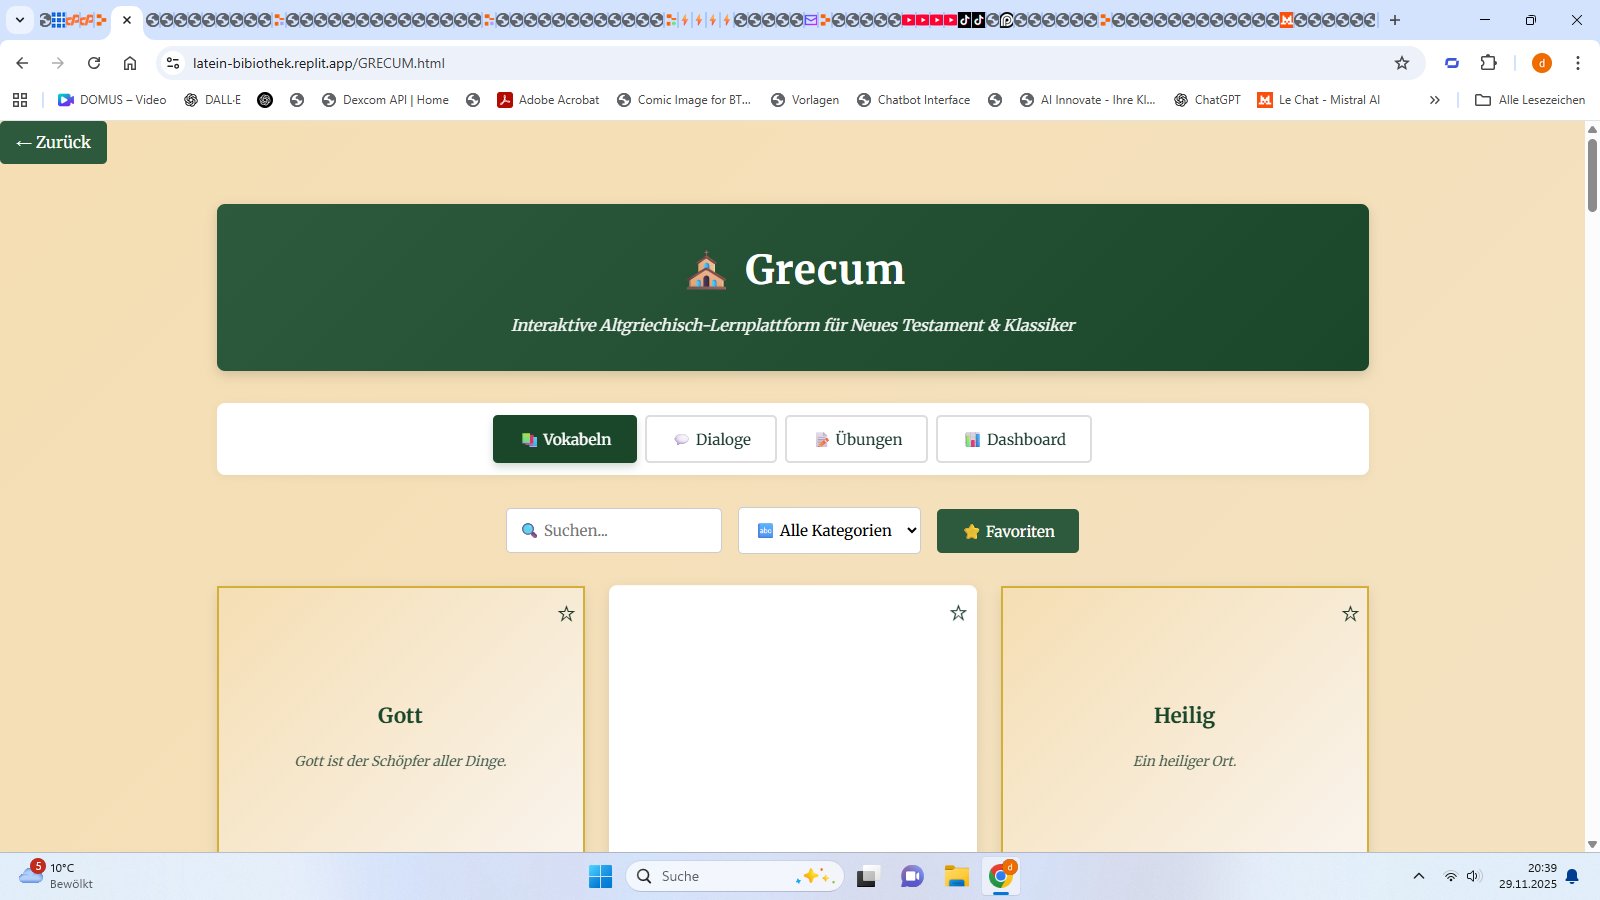 latein-bibiothek.replit.app/GRECUM.html
d
DOMUS – Video
DALL·E
Dexcom API | Home
Adobe Acrobat
Comic Image for BT...
Vorlagen
Chatbot Interface
AI Innovate - Ihre KI...
ChatGPT
Le Chat - Mistral AI
Alle Lesezeichen
← Zurück
Grecum
Interaktive Altgriechisch-Lernplattform für Neues Testament & Klassiker
Vokabeln
Dialoge
Übungen
Dashboard
Suchen...
abc Alle Kategorien
Favoriten
Gott
Gott ist der Schöpfer aller Dinge.
Heilig
Ein heiliger Ort.
5
10°C
Bewölkt
Suche
d
20:39
29.11.2025